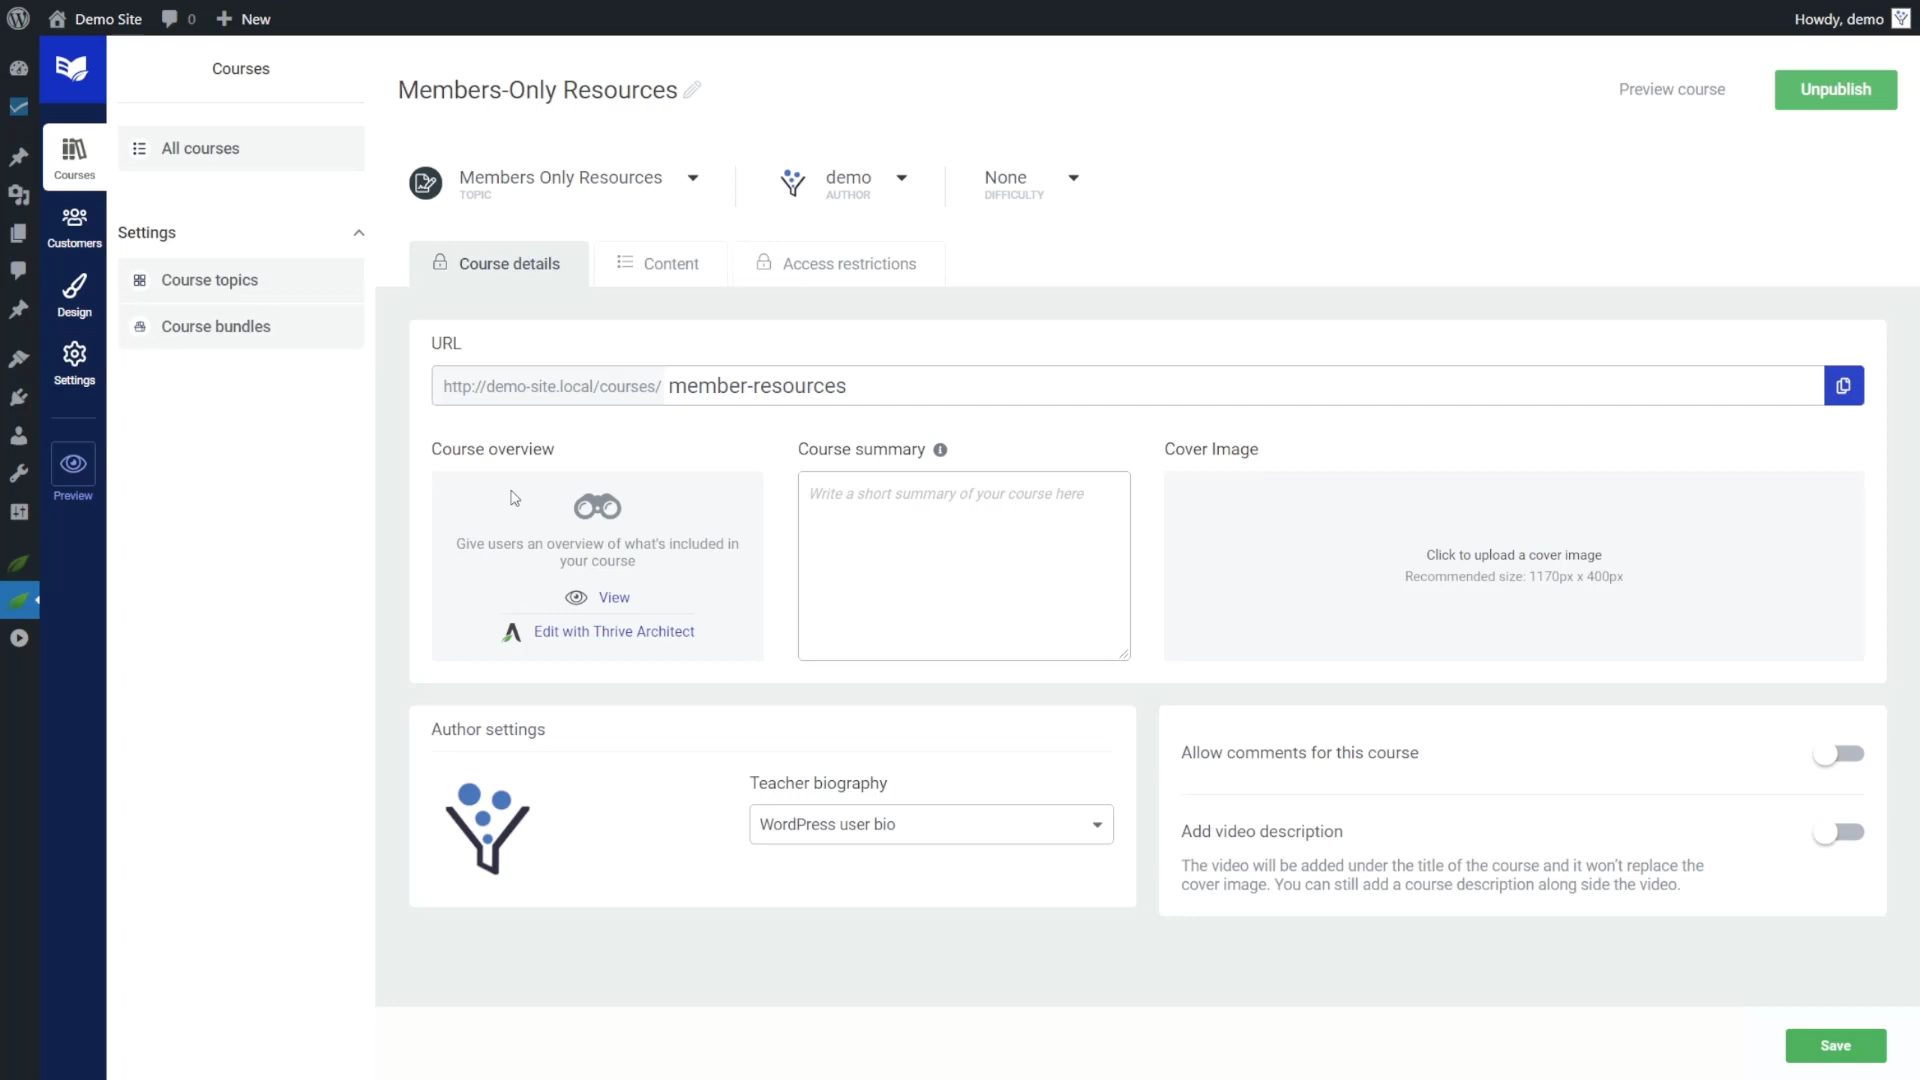 Demo Site
0
New
Howdy, demo
Courses
Members-Only Resources
Preview course
Unpublish
Courses
Customers
Design
Settings
Preview
All courses
Settings
Course topics
Course bundles
Members Only Resources
TOPIC
demo
AUTHOR
None
DIFFICULTY
Course details
Content
Access restrictions
URL
http://demo-site.local/courses/ member-resources
Course overview
Give users an overview of what's included in
your course
View
Edit with Thrive Architect
Course summary
Write a short summary of your course here
Cover Image
Click to upload a cover image
Recommended size: 1170px x 400px
Author settings
Teacher biography
WordPress user bio
Allow comments for this course
Add video description
The video will be added under the title of the course and it won't replace the
cover image. You can still add a course description along side the video.
Save